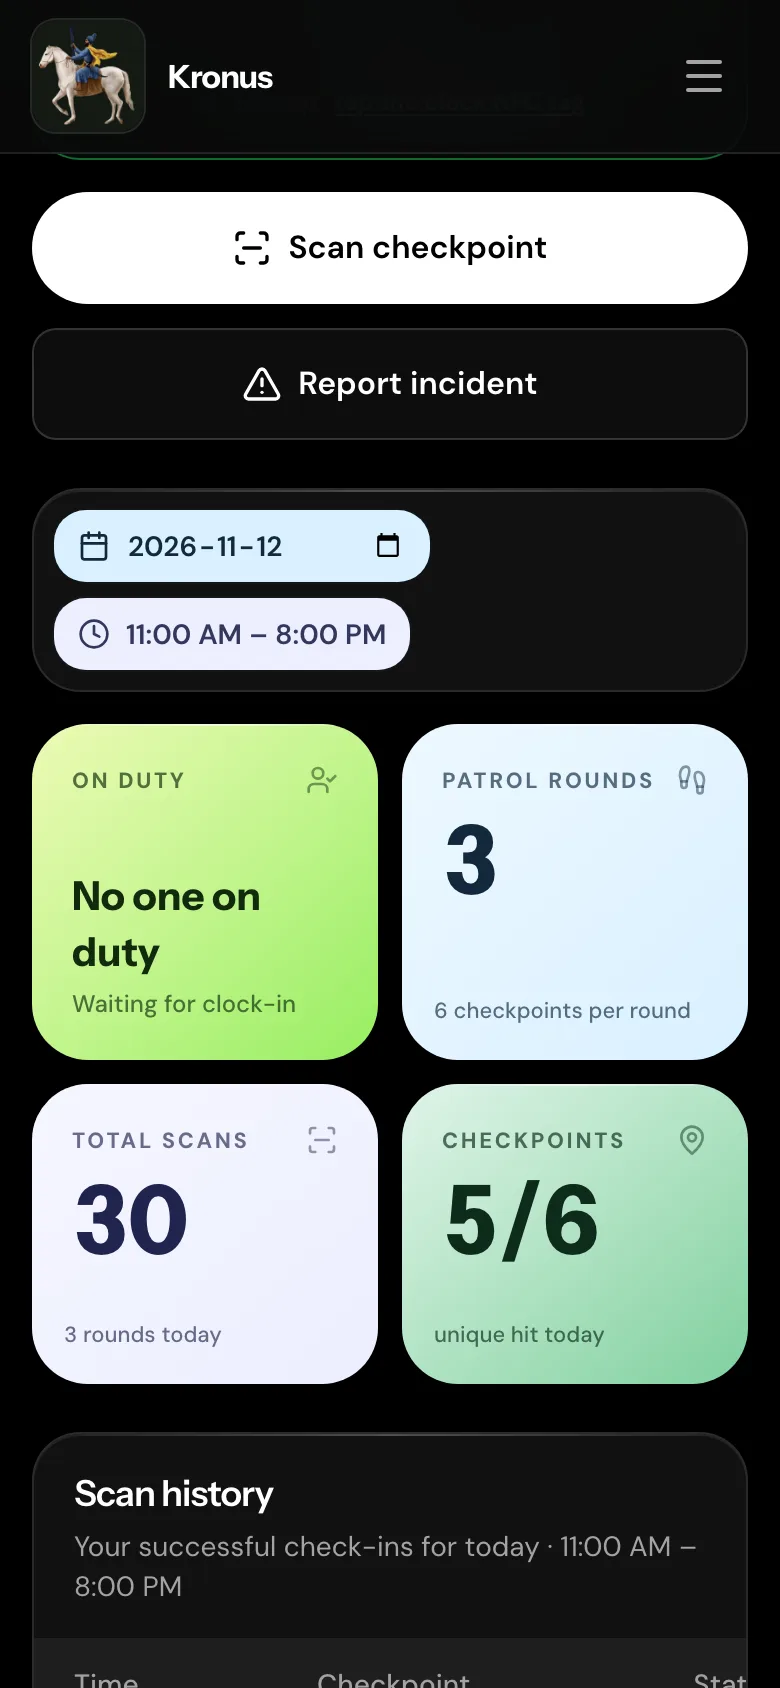 Kronus
Scan checkpoint
Report incident
2026-11-12
11:00 AM – 8:00 PM
ON DUTY
No one on
duty
Waiting for clock-in
PATROL ROUNDS
3
6 checkpoints per round
TOTAL SCANS
30
3 rounds today
CHECKPOINTS
5/6
unique hit today
Scan history
Your successful check-ins for today · 11:00 AM –
8:00 PM
Time Checkpoint Stat